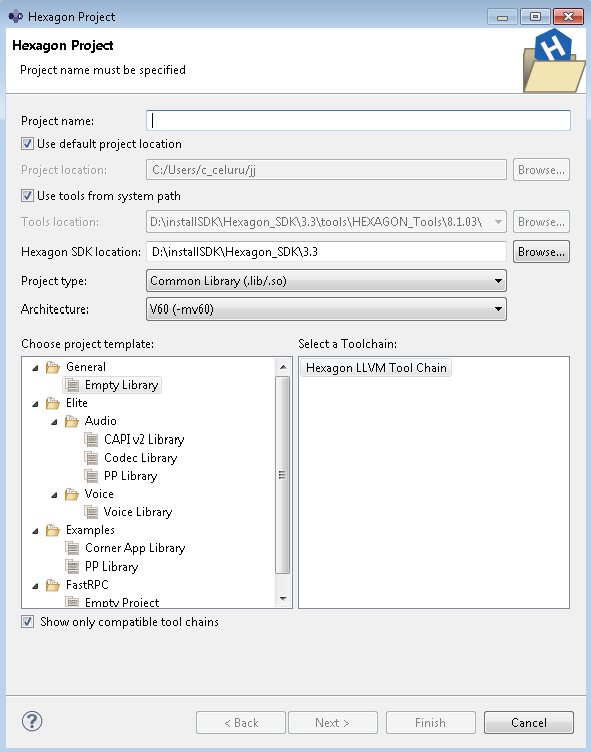 Hexagon Project
Hexagon Project
Project name must be specified
H
Project name:
Use default project location
Project location: C:/Users/c_celuru/jj Browse...
Use tools from system path
Tools location: D:\installSDK\Hexagon_SDK\3.3\tools\HEXAGON_Tools\8.1.03\ Browse...
Hexagon SDK location: D:\installSDK\Hexagon_SDK\3.3 Browse...
Project type: Common Library (.lib/.so)
Architecture: V60 (-mv60)
Choose project template: Select a Toolchain:
General Hexagon LLVM Tool Chain
Empty Library
Elite
Audio
CAPI v2 Library
Codec Library
PP Library
Voice
Voice Library
Examples
Corner App Library
PP Library
FastRPC
Empty Project
Show only compatible tool chains
? < Back Next > Finish Cancel